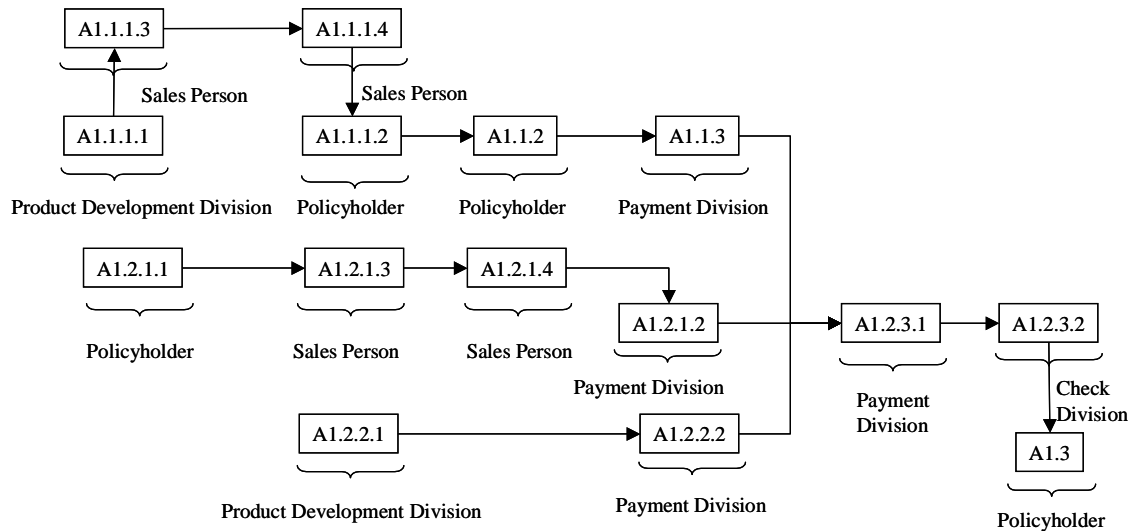 A1.1.1.3
A1.1.1.4
Sales Person
Sales Person
A1.1.1.1
A1.1.1.2
A1.1.2
A1.1.3
Product Development Division
Policyholder
Policyholder
Payment Division
A1.2.1.1
A1.2.1.3
A1.2.1.4
A1.2.1.2
A1.2.3.1
A1.2.3.2
Policyholder
Sales Person
Sales Person
Payment Division
Payment
Division
Check
Division
A1.2.2.1
A1.2.2.2
A1.3
Product Development Division
Payment Division
Policyholder